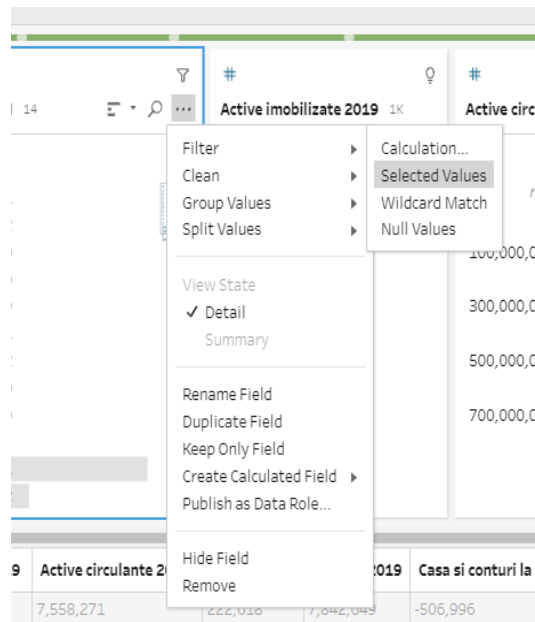 # #
14
Active imobilizate 2019 1K Active circ
Filter
Clean
Group Values
Split Values
Calculation...
Selected Values
Wildcard Match
Null Values
View State
✓ Detail
Summary
100,000,0
300,000,0
500,000,0
700,000,0
Rename Field
Duplicate Field
Keep Only Field
Create Calculated Field
Publish as Data Role...
Hide Field
Remove
9 Active circulante 2 2019 Casa si conturi la
7,558,271 222,618 7,842,649 -506,996